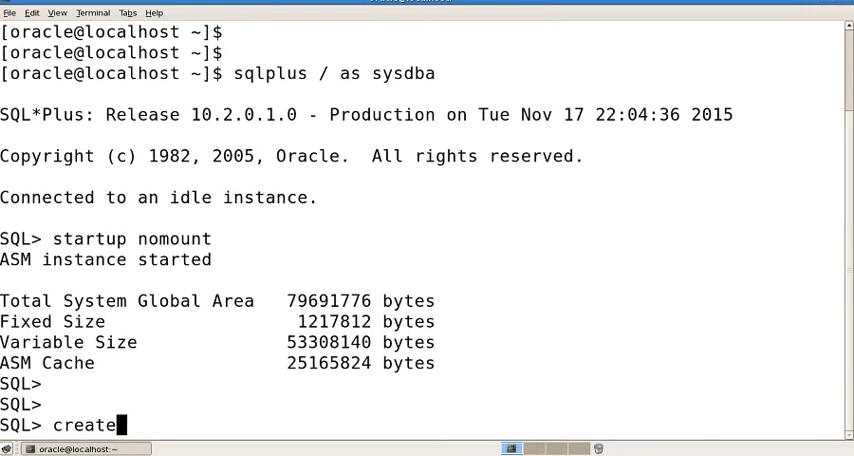 File Edit View Terminal Tabs Help
[oracle@localhost ~]$
[oracle@localhost ~]$
[oracle@localhost ~]$ sqlplus / as sysdba
SQL*Plus: Release 10.2.0.1.0 - Production on Tue Nov 17 22:04:36 2015
Copyright (c) 1982, 2005, Oracle.  All rights reserved.
Connected to an idle instance.
SQL> startup nomount
ASM instance started
Total System Global Area   79691776 bytes
Fixed Size                  1217812 bytes
Variable Size              53308140 bytes
ASM Cache                  25165824 bytes
SQL>
SQL>
SQL> create
oracle@localhost:~